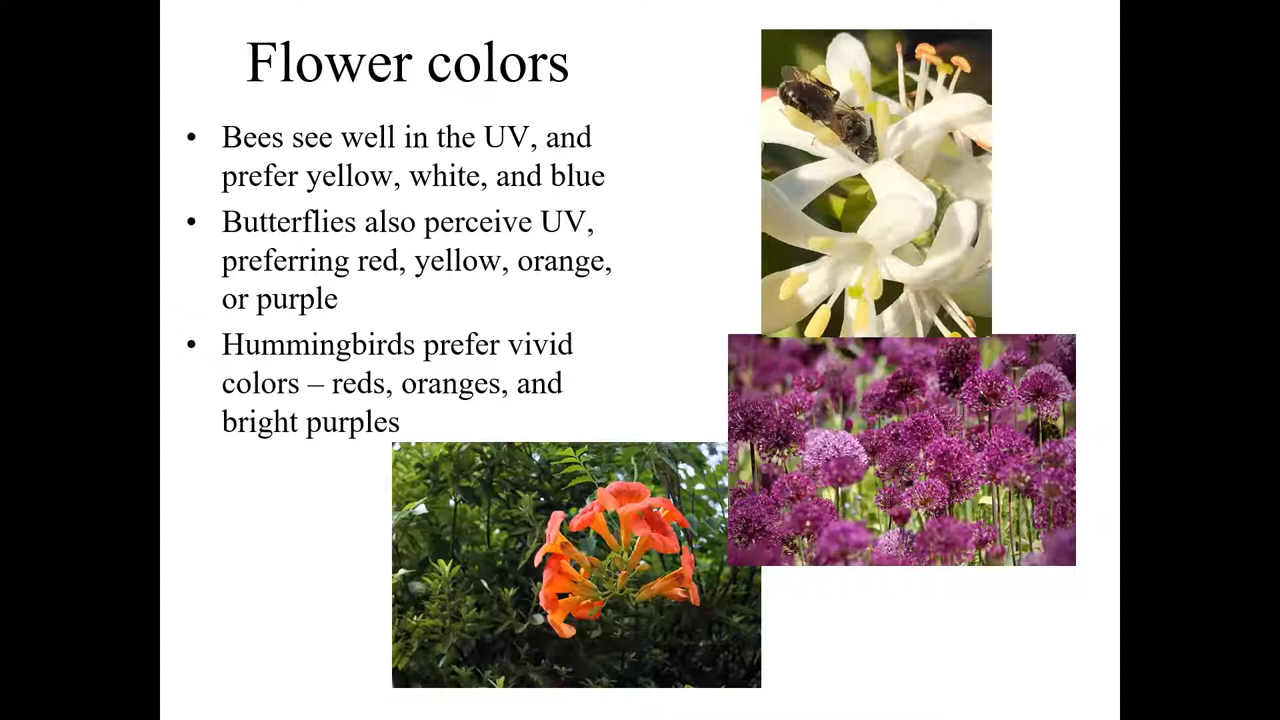 Flower colors
• Bees see well in the UV, and
prefer yellow, white, and blue
• Butterflies also perceive UV,
preferring red, yellow, orange,
or purple
• Hummingbirds prefer vivid
colors – reds, oranges, and
bright purples